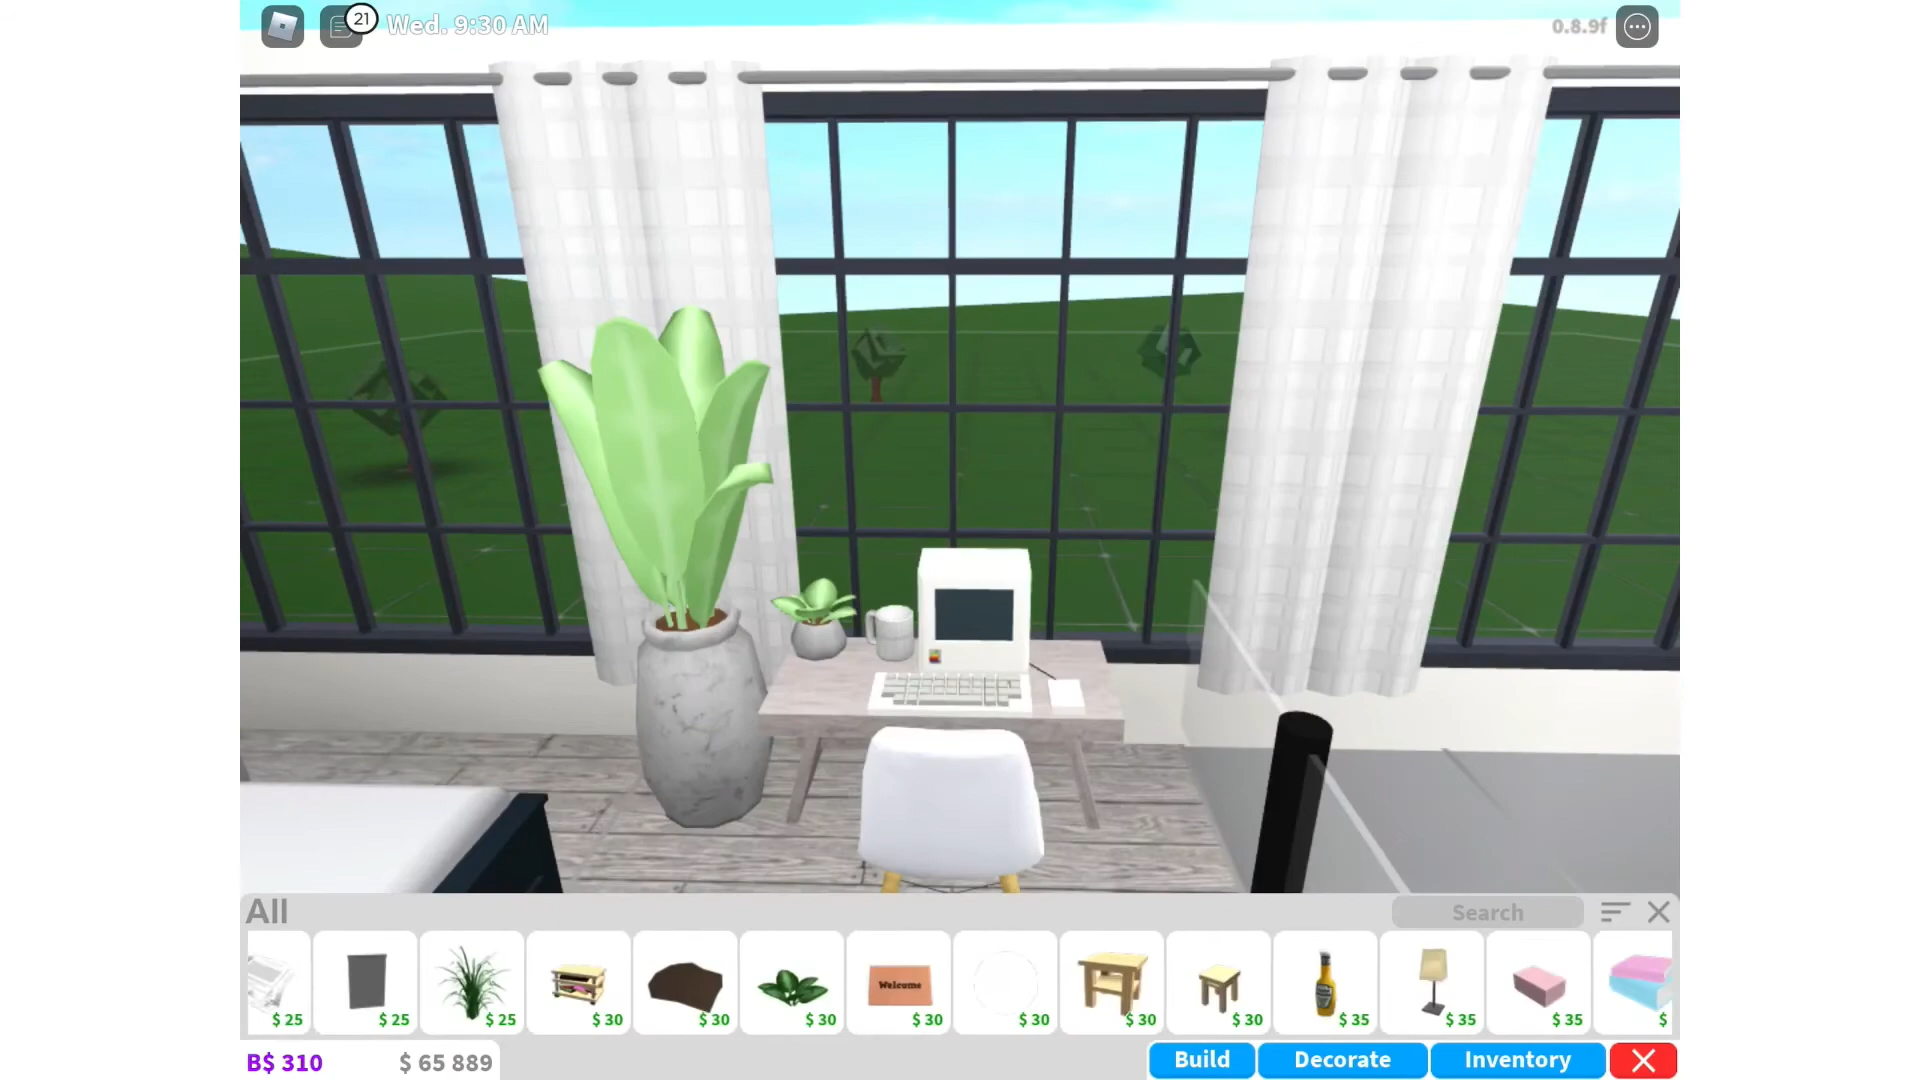 21
Wed. 9:30 AM
0.8.9f
All
Search
$ 25
$ 25
$ 25
$ 30
$ 30
$ 30
Welcome
$ 30
$ 30
$ 30
$ 30
$ 35
$ 35
$ 35
$
B$ 310
$ 65 889
Build
Decorate
Inventory